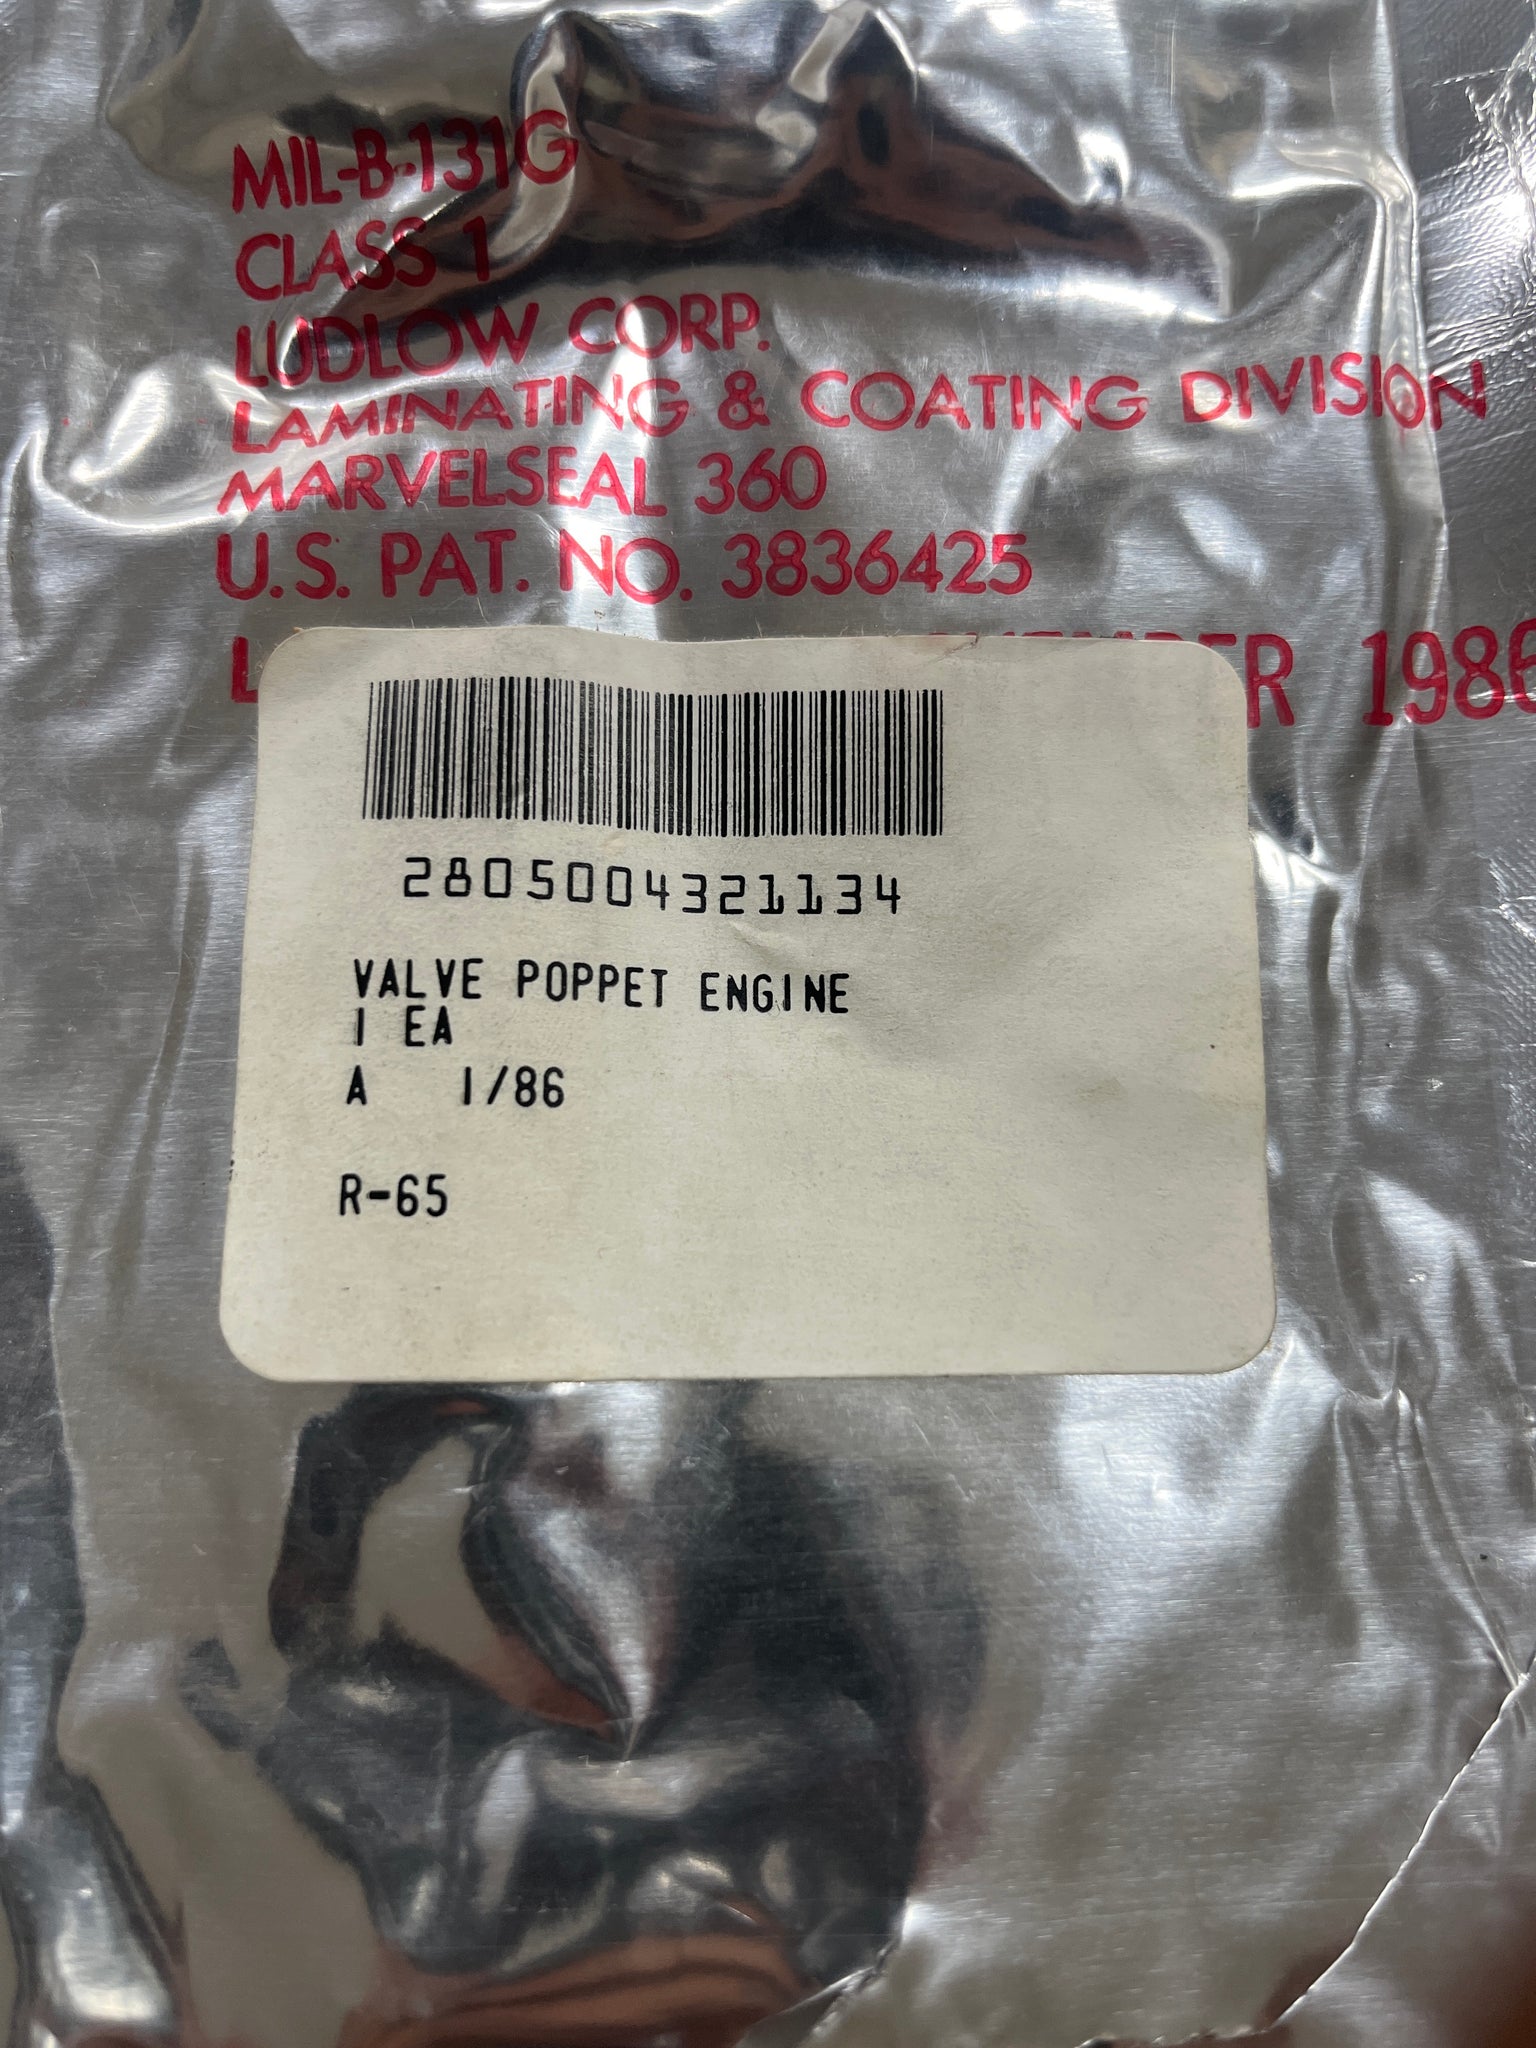 MIL-B-131G
CLASS 1
LUDLOW CORP.
LAMINATING & COATING DIVISION
MARVELSEAL 360
U.S. PAT. NO. 3836425
1986
2805004321134
VALVE POPPET ENGINE
1 EA
A 1/86
R-65